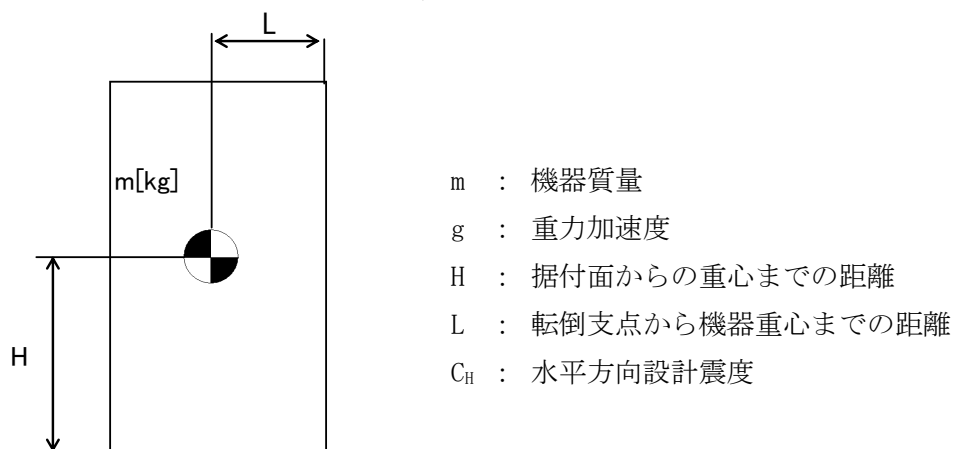 L
m[kg]
H
m : 機器質量
g : 重力加速度
H : 据付面からの重心までの距離
L : 転倒支点から機器重心までの距離
C_H : 水平方向設計震度